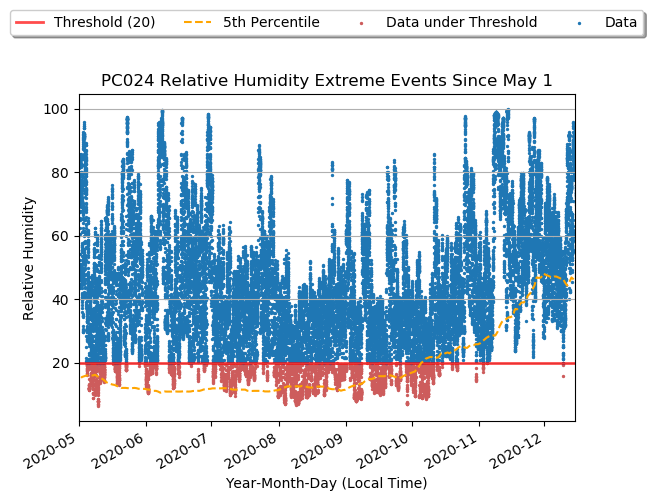 Threshold (20) 5th Percentile Data under Threshold Data
PC024 Relative Humidity Extreme Events Since May 1
100
80
60
40
20
Relative Humidity
2020-05 2020-06 2020-07 2020-08 2020-09 2020-10 2020-11 2020-12
Year-Month-Day (Local Time)